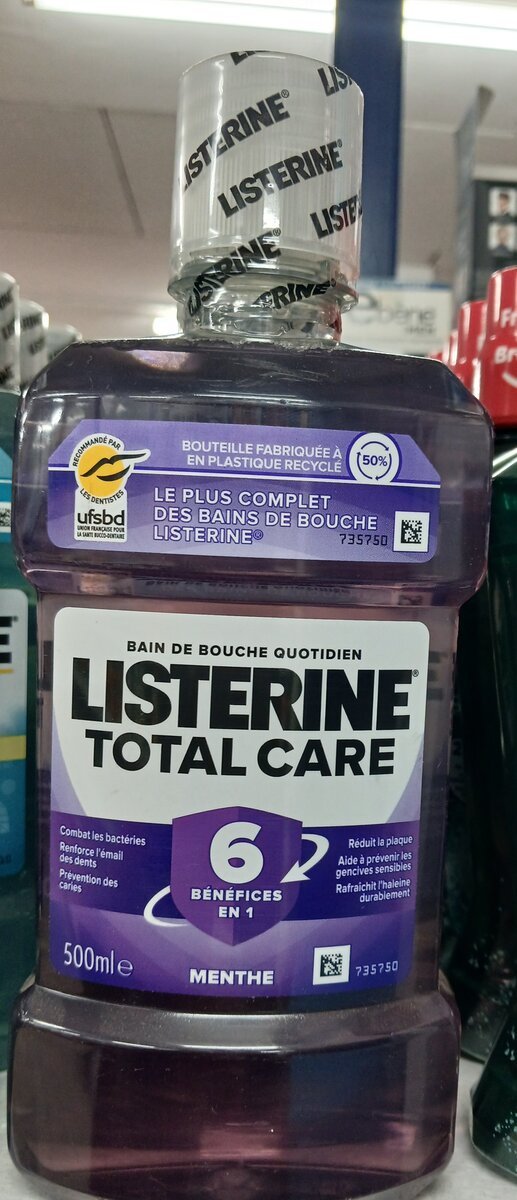 LISTERINE®
LISTERINE®
RECOMMANDÉ PAR
LES DENTISTES
ufsbd
UNION FRANÇAISE POUR
LA SANTÉ BUCCO-DENTAIRE
BOUTEILLE FABRIQUÉE À
EN PLASTIQUE RECYCLÉ
50%
LE PLUS COMPLET
DES BAINS DE BOUCHE
LISTERINE®
735750
BAIN DE BOUCHE QUOTIDIEN
LISTERINE®
TOTAL CARE
Combat les bactéries
Renforce l'émail
des dents
Prévention des
caries
6
BÉNÉFICES
EN 1
Réduit la plaque
Aide à prévenir les
gencives sensibles
Rafraichit l'haleine
durablement
500ml e
MENTHE
735750